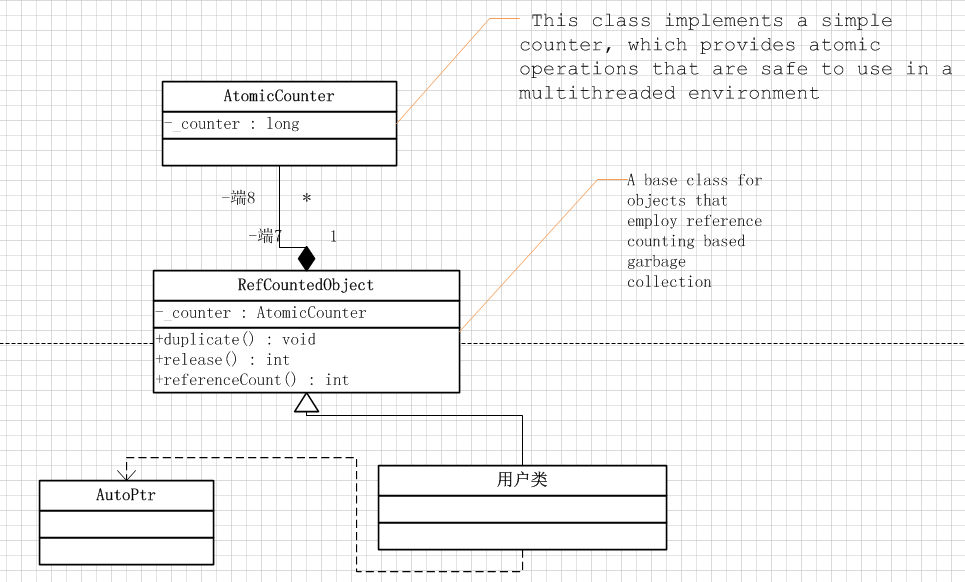 This class implements a simple
counter, which provides atomic
operations that are safe to use in a
multithreaded environment
AtomicCounter
-_counter : long
-端8
*
-端7
1
A base class for
objects that
employ reference
counting based
garbage
collection
RefCountedObject
-_counter : AtomicCounter
+duplicate() : void
+release() : int
+referenceCount() : int
用户类
AutoPtr